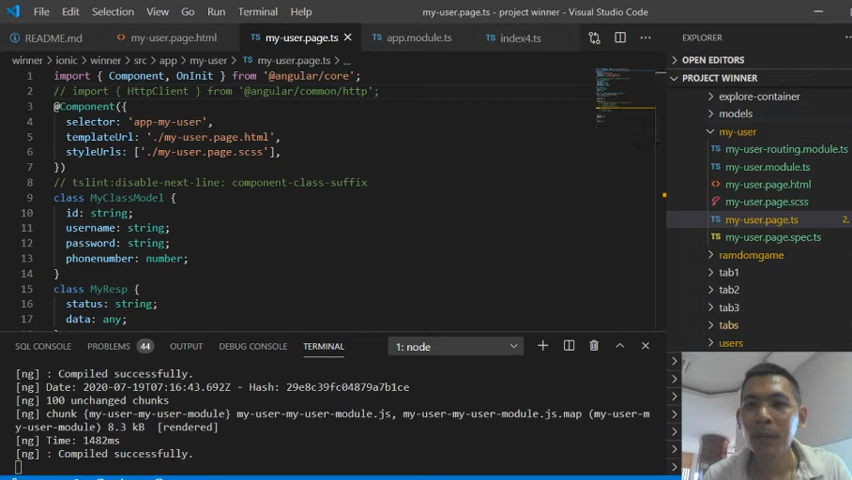 File Edit Selection View Go Run Terminal Help my-user.page.ts - project winner - Visual Studio Code
README.md my-user.page.html TS my-user.page.ts TS app.module.ts TS index4.ts
winner > ionic > winner > src > app > my-user > TS my-user.page.ts > ...
1 import { Component, OnInit } from '@angular/core';
2 // import { HttpClient } from '@angular/common/http';
3 @Component({
4 selector: 'app-my-user',
5 templateUrl: './my-user.page.html',
6 styleUrls: ['./my-user.page.scss'],
7 })
8 // tslint:disable-next-line: component-class-suffix
9 class MyClassModel {
10 id: string;
11 username: string;
12 password: string;
13 phonenumber: number;
14 }
15 class MyResp {
16 status: string;
17 data: any;
EXPLORER
OPEN EDITORS
PROJECT WINNER
explore-container
models
my-user
TS my-user-routing.module.ts
TS my-user.module.ts
my-user.page.html
my-user.page.scss
TS my-user.page.ts 2.
TS my-user.page.spec.ts
ramdomgame
tab1
tab2
tab3
tabs
users
SQL CONSOLE PROBLEMS 44 OUTPUT DEBUG CONSOLE TERMINAL 1: node
[ng] : Compiled successfully.
[ng] Date: 2020-07-19T07:16:43.692Z - Hash: 29e8c39fc04879a7b1ce
[ng] 100 unchanged chunks
[ng] chunk {my-user-my-user-module} my-user-my-user-module.js, my-user-my-user-module.js.map (my-user-m
y-user-module) 8.3 kB [rendered]
[ng] Time: 1482ms
[ng] : Compiled successfully.